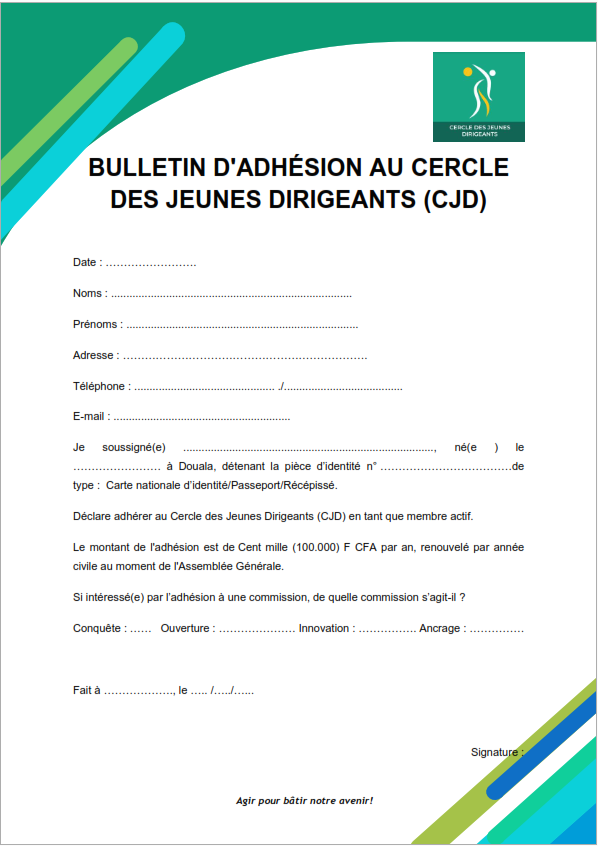 CERCLE DES JEUNES
DIRIGEANTS
BULLETIN D'ADHÉSION AU CERCLE
DES JEUNES DIRIGEANTS (CJD)
Date : …………………….
Noms : ...............................................................................
Prénoms : ............................................................................
Adresse : ………………………………………………………….
Téléphone : .............................................. ./.......................................
E-mail : ..........................................................
Je soussigné(e) ..................................................................................., né(e ) le
…………………… à Douala, détenant la pièce d’identité n° ………………………………de
type : Carte nationale d’identité/Passeport/Récépissé.
Déclare adhérer au Cercle des Jeunes Dirigeants (CJD) en tant que membre actif.
Le montant de l'adhésion est de Cent mille (100.000) F CFA par an, renouvelé par année
civile au moment de l'Assemblée Générale.
Si intéressé(e) par l’adhésion à une commission, de quelle commission s’agit-il ?
Conquête : …… Ouverture : ………………… Innovation : ……………. Ancrage : ……………
Fait à ………………., le ….. /…../…...
Signature :
Agir pour bâtir notre avenir!